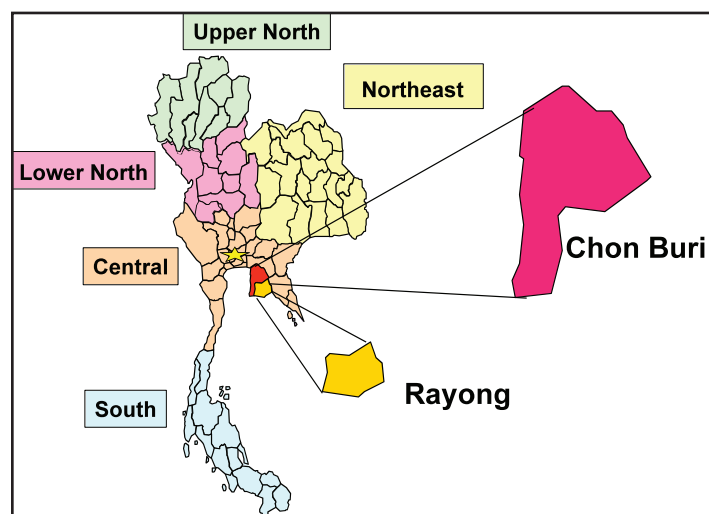 Upper North
Northeast
Lower North
Chon Buri
Central
Rayong
South